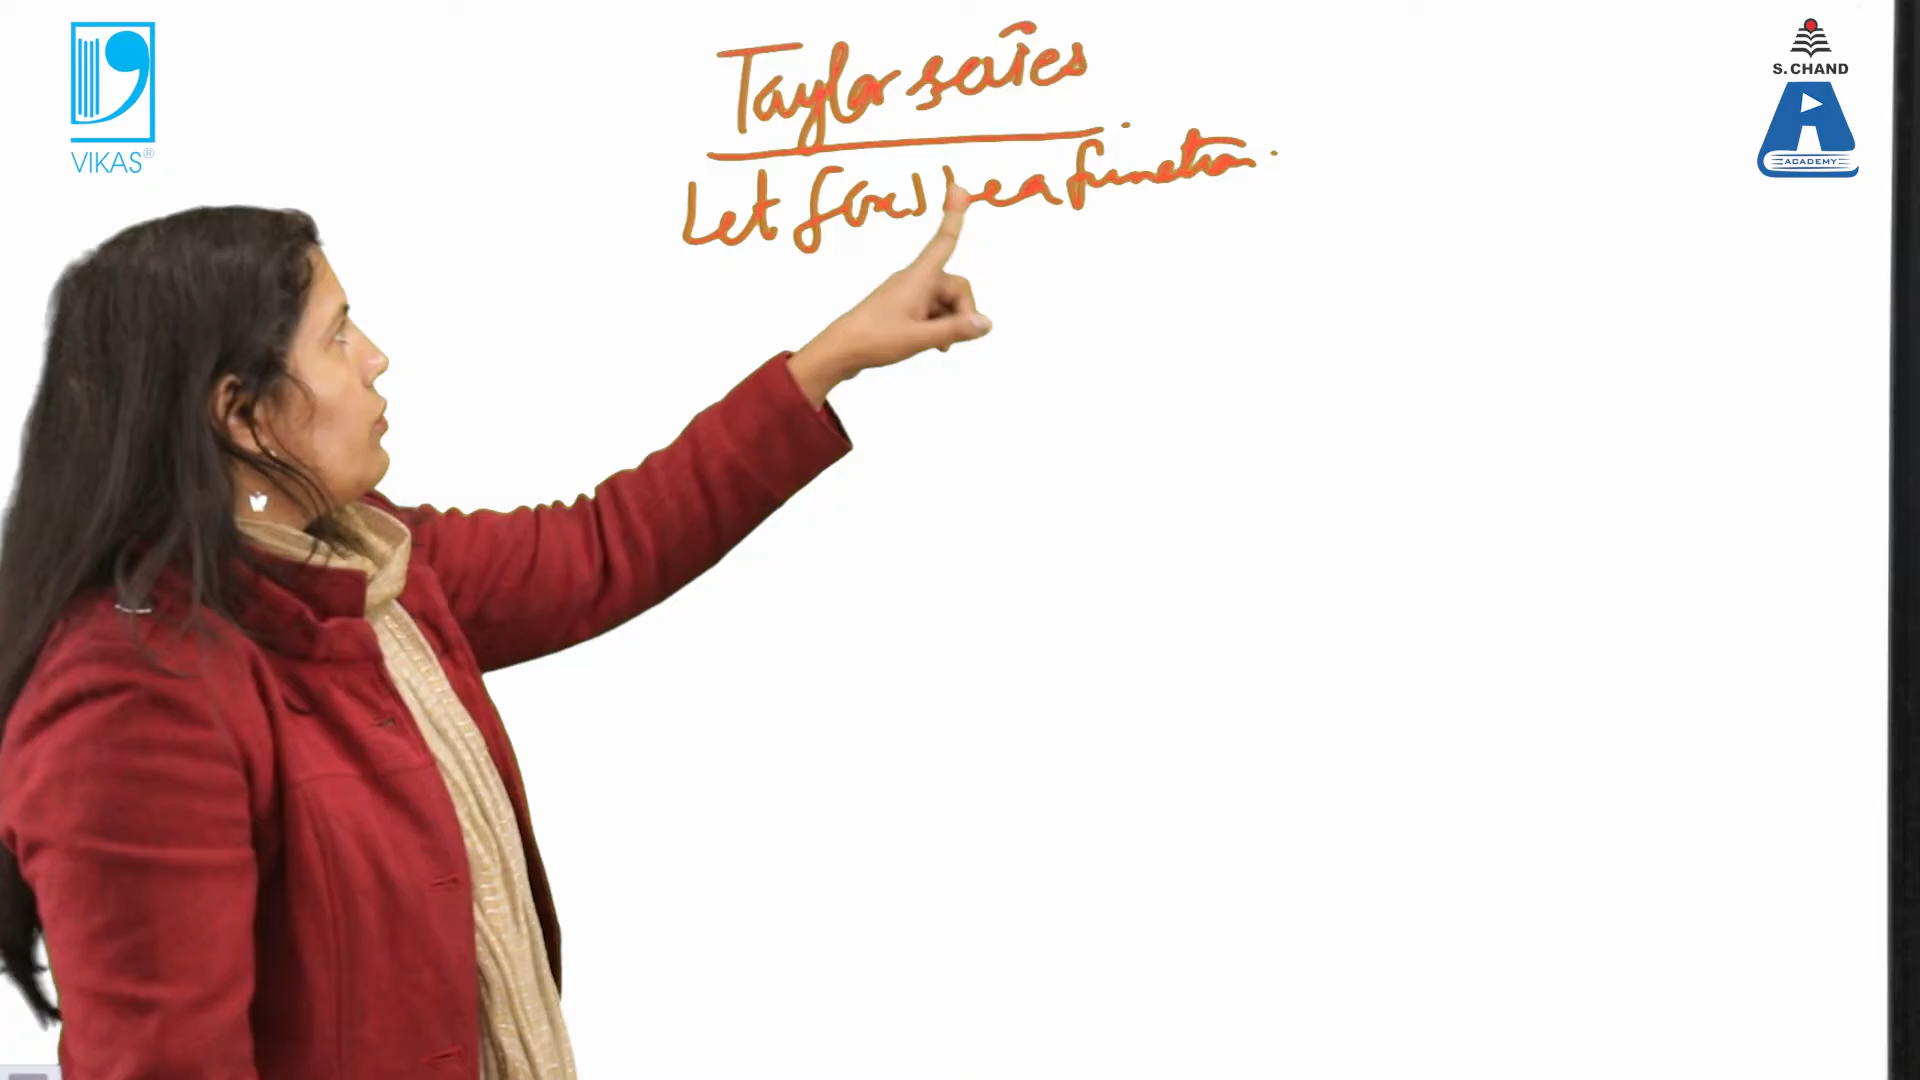 Taylor series
Let f(x) be a function.
VIKAS®
S. CHAND
ACADEMY